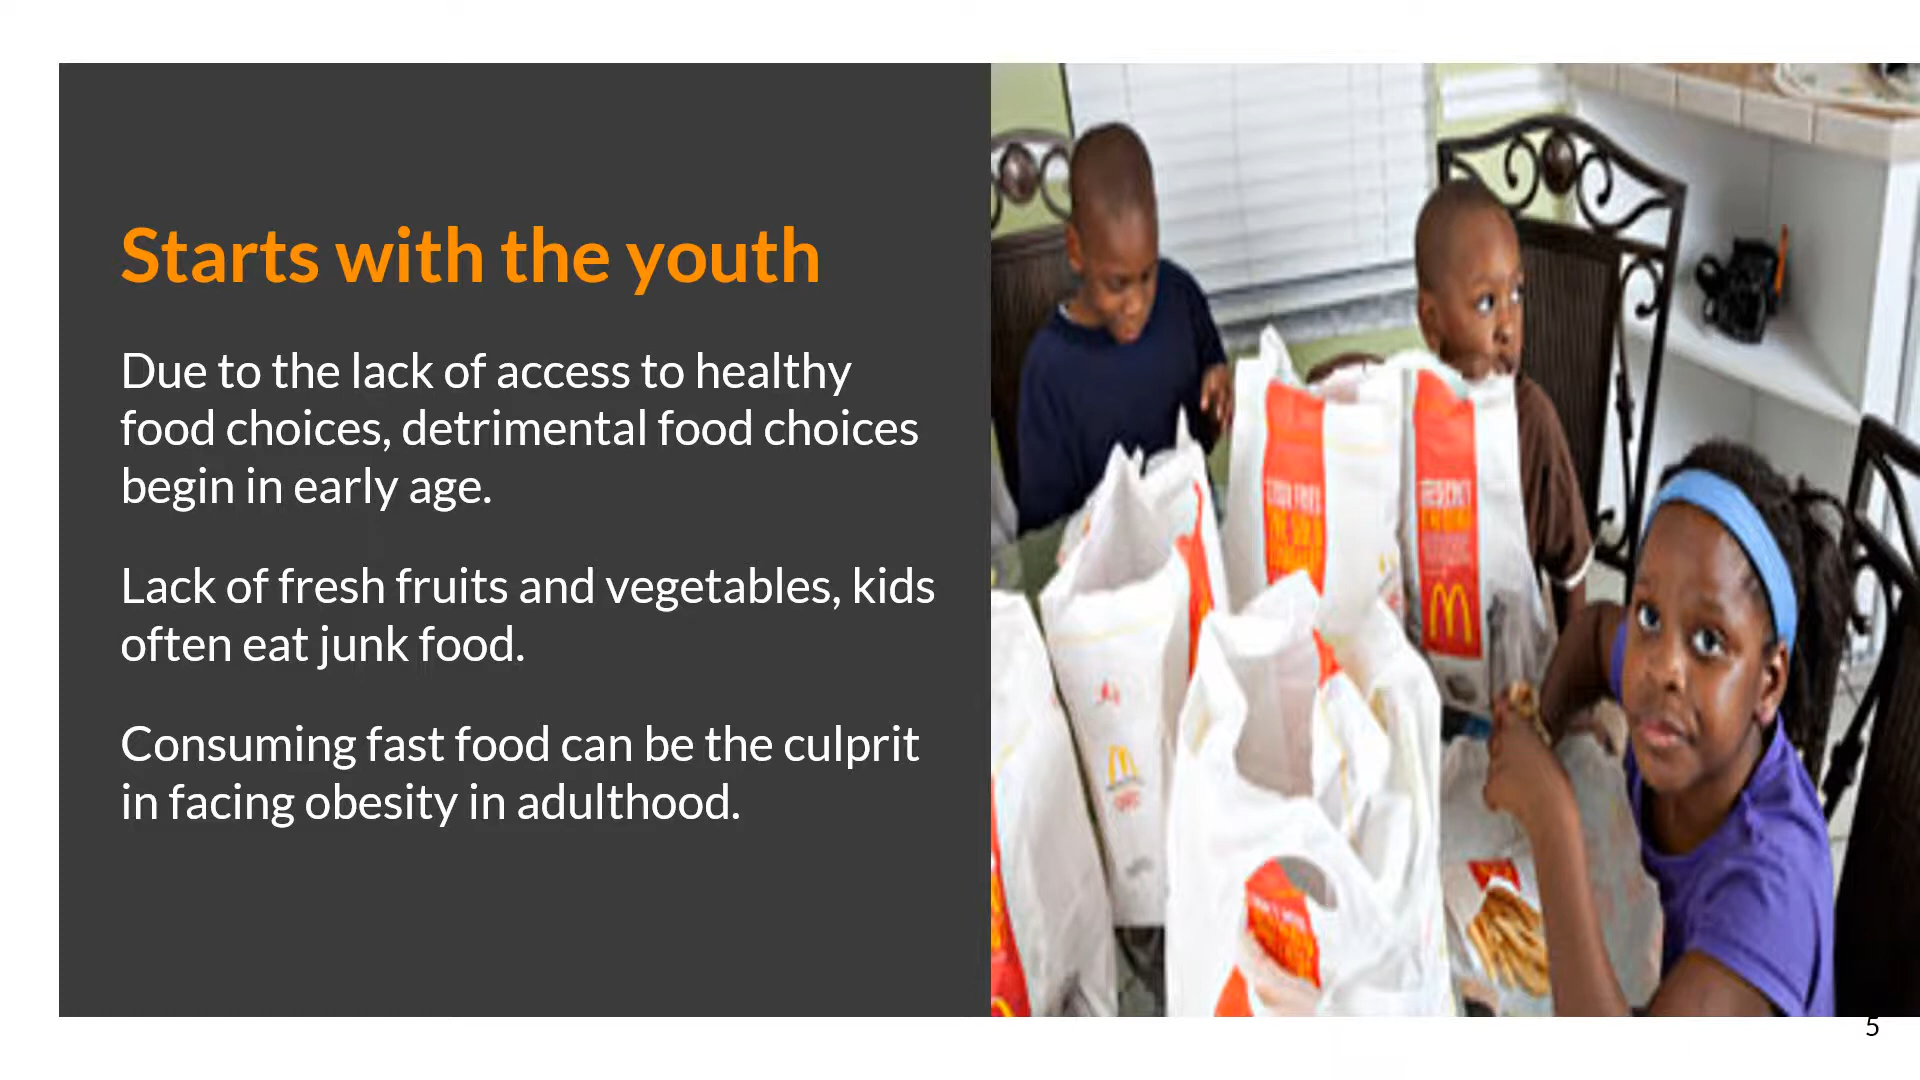 Starts with the youth
Due to the lack of access to healthy
food choices, detrimental food choices
begin in early age.
Lack of fresh fruits and vegetables, kids
often eat junk food.
Consuming fast food can be the culprit
in facing obesity in adulthood.
5